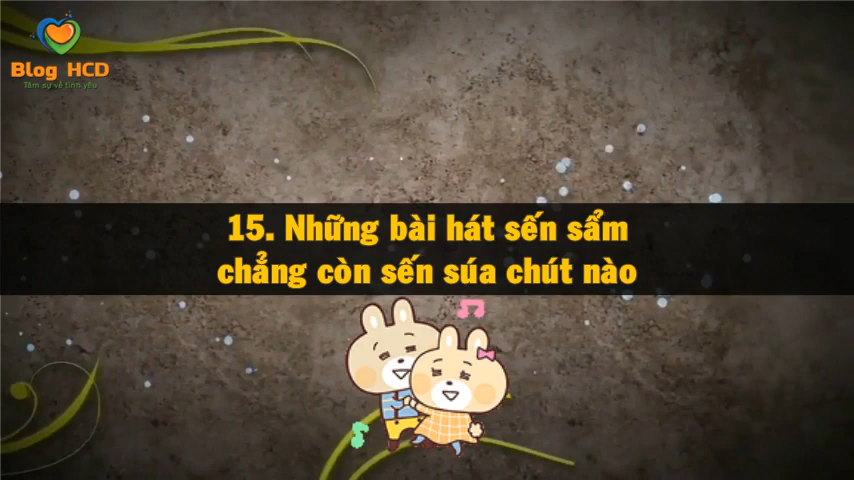 Blog HCD
Tâm sự về tình yêu
15. Những bài hát sến sẩm
chẳng còn sến súa chút nào